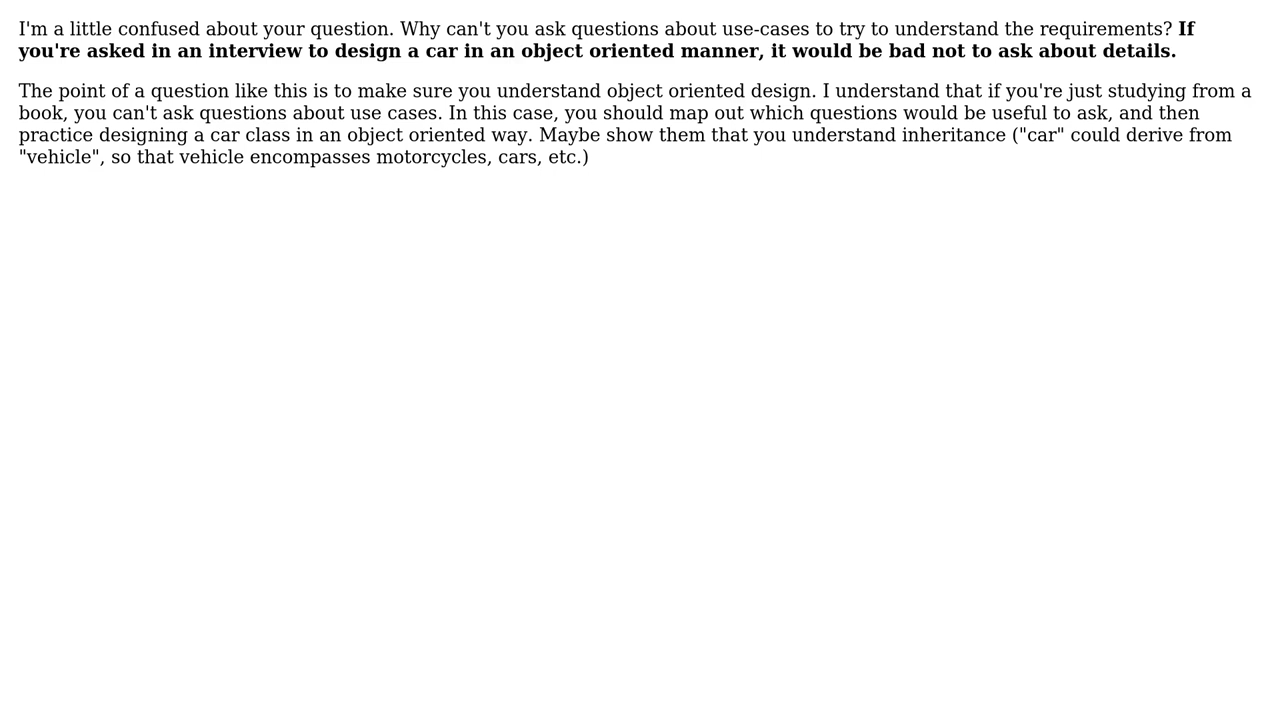 I'm a little confused about your question. Why can't you ask questions about use-cases to try to understand the requirements? If
you're asked in an interview to design a car in an object oriented manner, it would be bad not to ask about details.
The point of a question like this is to make sure you understand object oriented design. I understand that if you're just studying from a
book, you can't ask questions about use cases. In this case, you should map out which questions would be useful to ask, and then
practice designing a car class in an object oriented way. Maybe show them that you understand inheritance ("car" could derive from
"vehicle", so that vehicle encompasses motorcycles, cars, etc.)